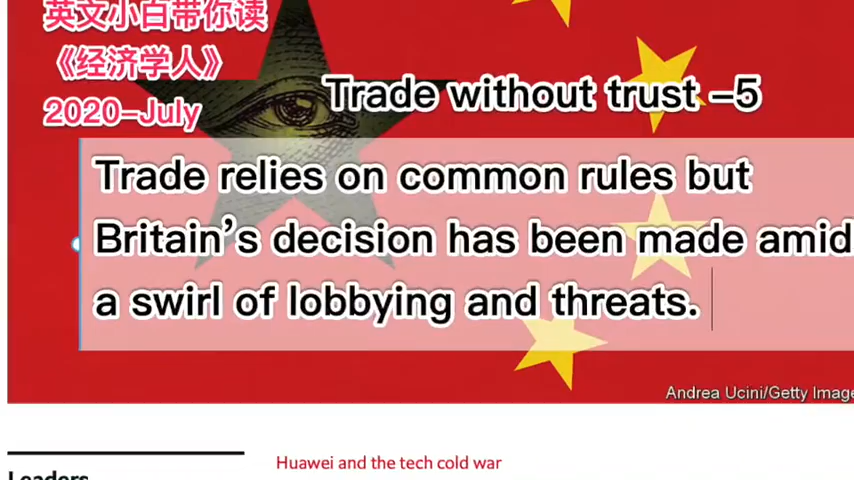 英文小白带你读
《经济学人》
2020-July
Trade without trust -5
Trade relies on common rules but
Britain's decision has been made amid
a swirl of lobbying and threats.
Andrea Ucini/Getty Image
Huawei and the tech cold war
Leaders